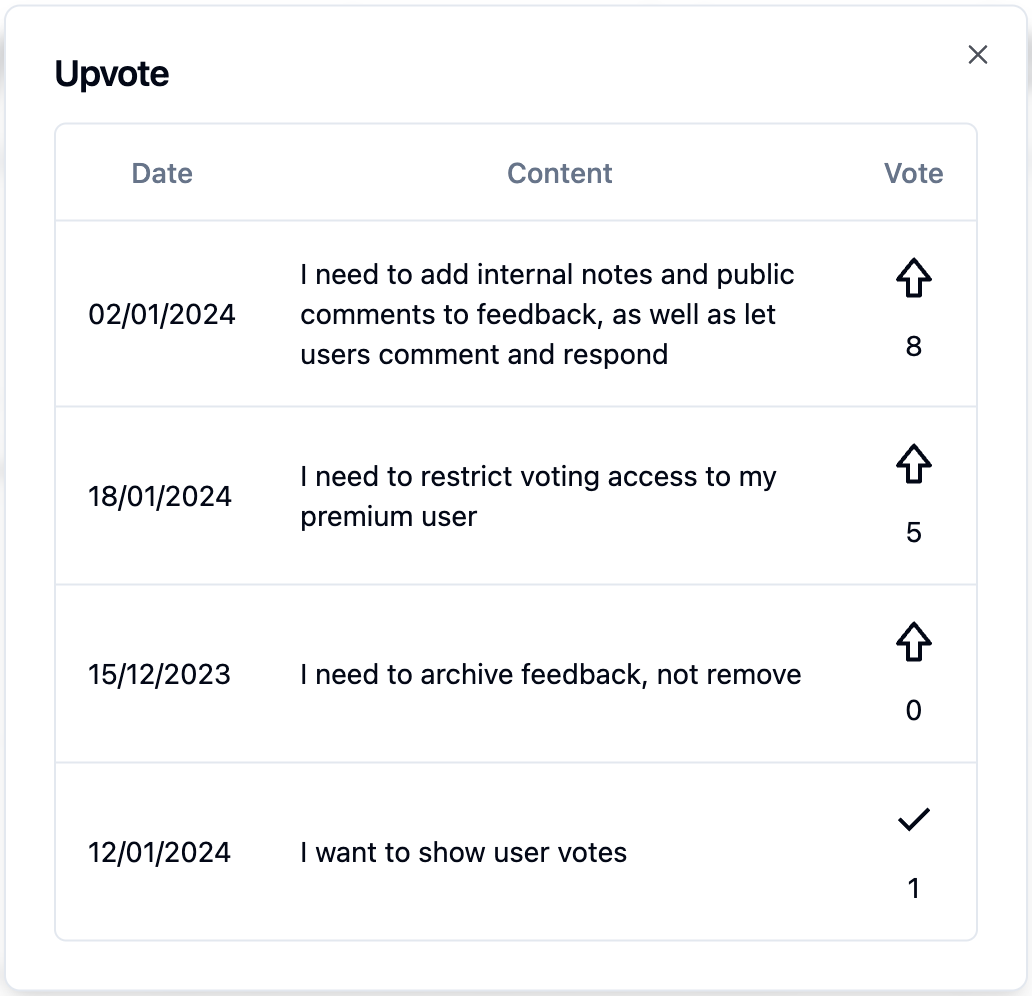 Upvote
Date Content Vote
I need to add internal notes and public
02/01/2024 comments to feedback, as well as let
users comment and respond
8
I need to restrict voting access to my
18/01/2024
premium user
5
15/12/2023 I need to archive feedback, not remove
0
12/01/2024 I want to show user votes
1